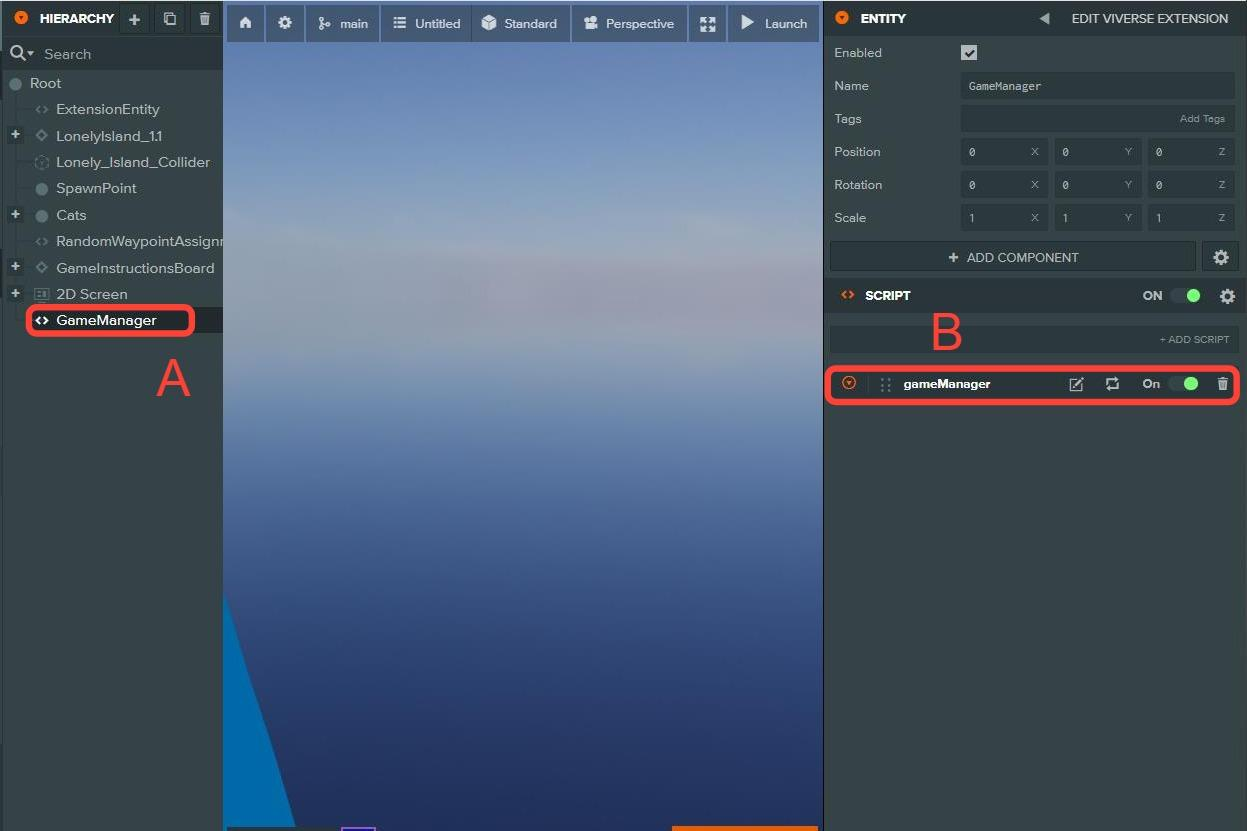 HIERARCHY
Search
Root
ExtensionEntity
LonelyIsland_1.1
Lonely_Island_Collider
SpawnPoint
Cats
RandomWaypointAssignr
GameInstructionsBoard
2D Screen
GameManager
A
main
Untitled
Standard
Perspective
Launch
ENTITY
EDIT VIVERSE EXTENSION
Enabled
Name GameManager
Tags Add Tags
Position 0 X 0 Y 0 Z
Rotation 0 X 0 Y 0 Z
Scale 1 X 1 Y 1 Z
+ ADD COMPONENT
SCRIPT ON
B
+ ADD SCRIPT
gameManager On